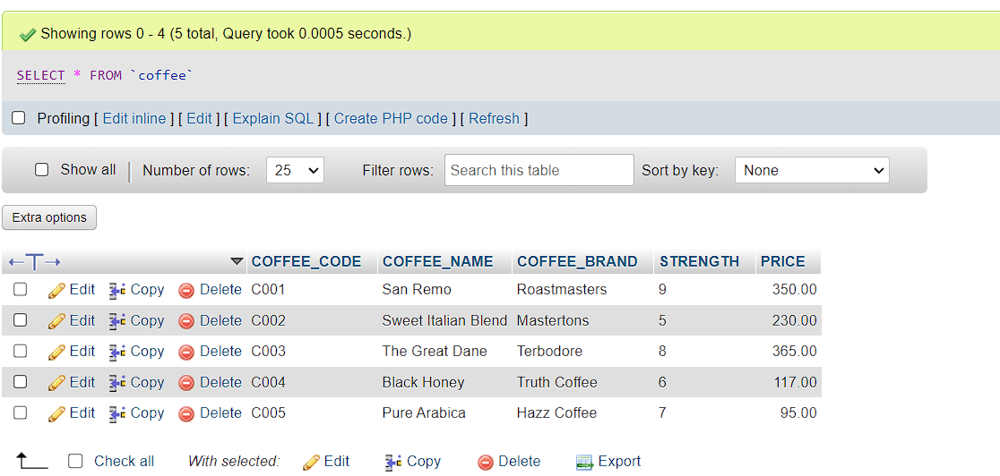 Showing rows 0 - 4 (5 total, Query took 0.0005 seconds.)
SELECT * FROM `coffee`
Profiling [ Edit inline ] [ Edit ] [ Explain SQL ] [ Create PHP code ] [ Refresh ]
Show all | Number of rows: 25 Filter rows: Search this table Sort by key: None
Extra options
←T→ COFFEE_CODE COFFEE_NAME COFFEE_BRAND STRENGTH PRICE
Edit Copy Delete C001 San Remo Roastmasters 9 350.00
Edit Copy Delete C002 Sweet Italian Blend Mastertons 5 230.00
Edit Copy Delete C003 The Great Dane Terbodore 8 365.00
Edit Copy Delete C004 Black Honey Truth Coffee 6 117.00
Edit Copy Delete C005 Pure Arabica Hazz Coffee 7 95.00
Check all With selected: Edit Copy Delete Export